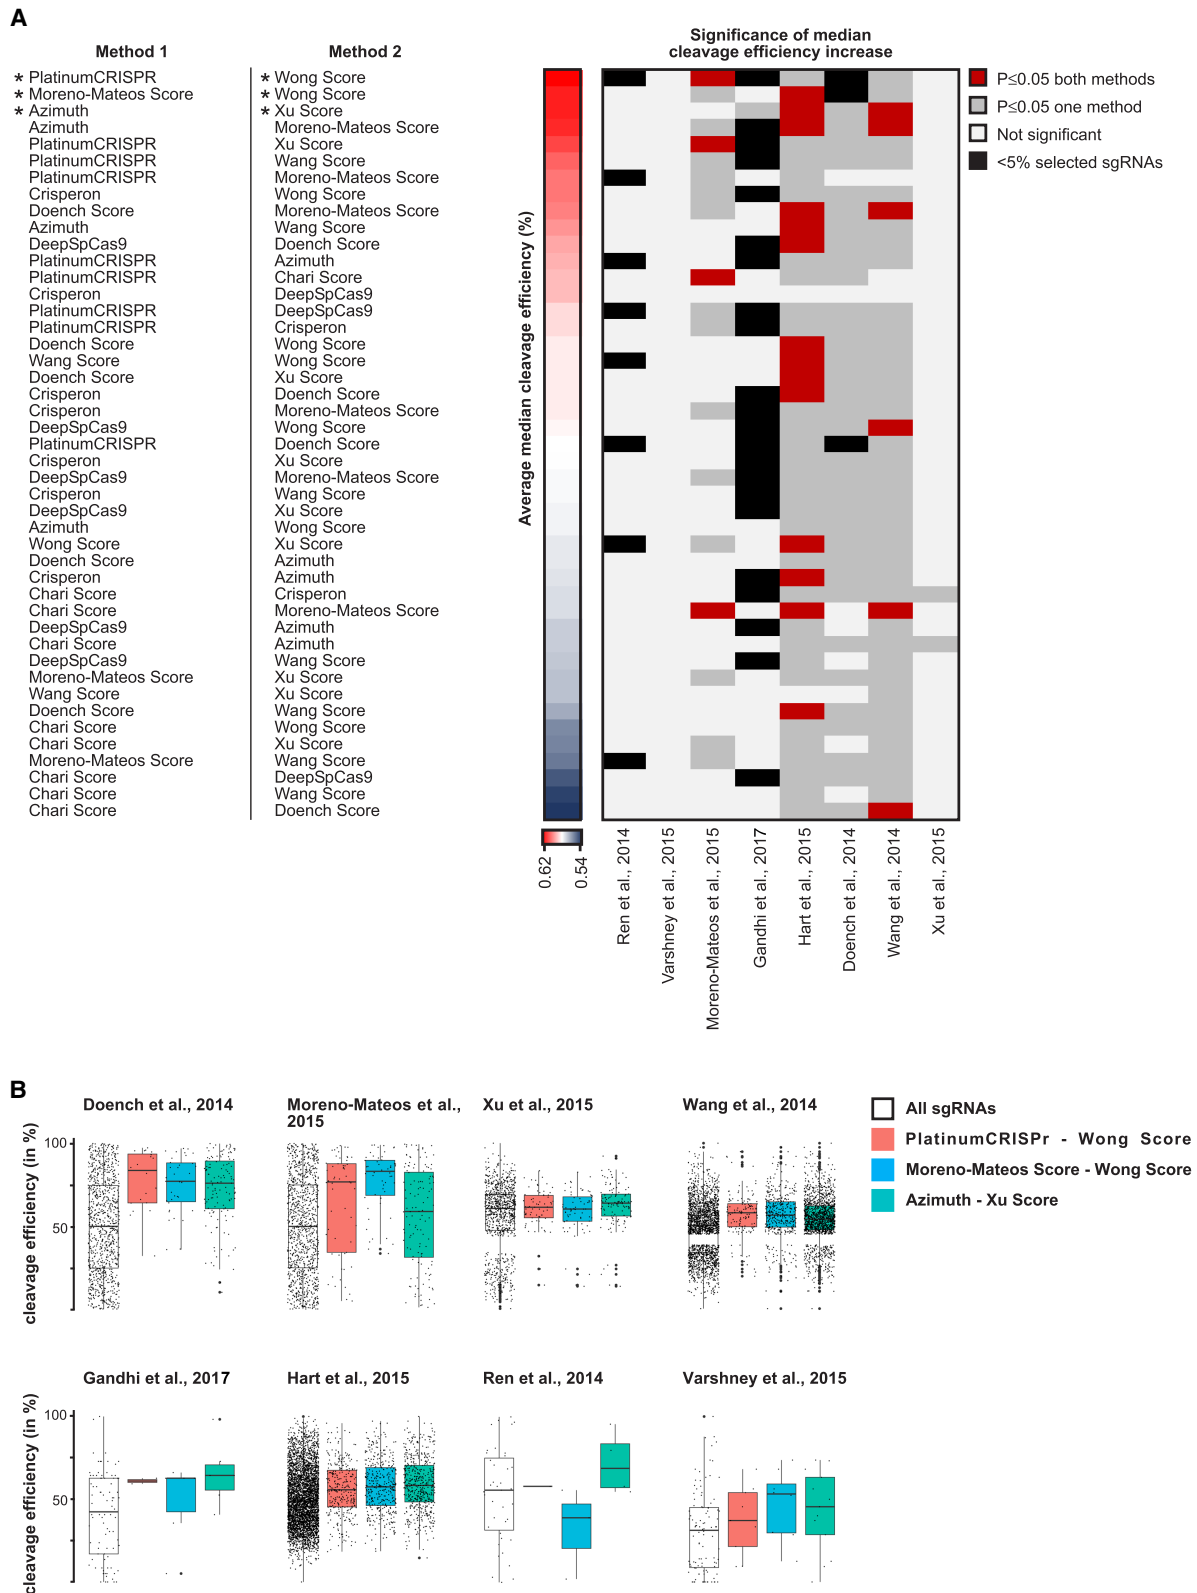 A
Significance of median
cleavage efficiency increase
Method 1 Method 2
* PlatinumCRISPR * Wong Score
* Moreno-Mateos Score * Wong Score
* Azimuth * Xu Score
Azimuth Moreno-Mateos Score
PlatinumCRISPR Xu Score
PlatinumCRISPR Wang Score
PlatinumCRISPR Moreno-Mateos Score
Crisperon Wong Score
Doench Score Moreno-Mateos Score
Azimuth Wang Score
DeepSpCas9 Doench Score
PlatinumCRISPR Azimuth
PlatinumCRISPR Chari Score
Crisperon DeepSpCas9
PlatinumCRISPR DeepSpCas9
PlatinumCRISPR Crisperon
Doench Score Wong Score
Wang Score Wong Score
Doench Score Xu Score
Crisperon Doench Score
Crisperon Moreno-Mateos Score
DeepSpCas9 Wong Score
PlatinumCRISPR Doench Score
Crisperon Xu Score
DeepSpCas9 Moreno-Mateos Score
Crisperon Wang Score
DeepSpCas9 Xu Score
Azimuth Wong Score
Wong Score Xu Score
Doench Score Azimuth
Crisperon Azimuth
Chari Score Crisperon
Chari Score Moreno-Mateos Score
DeepSpCas9 Azimuth
Chari Score Azimuth
DeepSpCas9 Wang Score
Moreno-Mateos Score Xu Score
Wang Score Xu Score
Doench Score Wang Score
Chari Score Wong Score
Chari Score Xu Score
Moreno-Mateos Score Wang Score
Chari Score DeepSpCas9
Chari Score Wang Score
Chari Score Doench Score
Average median cleavage efficiency (%)
0.62
0.54
P≤0.05 both methods
P≤0.05 one method
Not significant
<5% selected sgRNAs
Ren et al., 2014
Varshney et al., 2015
Moreno-Mateos et al., 2015
Gandhi et al., 2017
Hart et al., 2015
Doench et al., 2014
Wang et al., 2014
Xu et al., 2015
B
Doench et al., 2014
Moreno-Mateos et al.,
2015
Xu et al., 2015
Wang et al., 2014
cleavage efficiency (in %)
100
50
All sgRNAs
PlatinumCRISPr - Wong Score
Moreno-Mateos Score - Wong Score
Azimuth - Xu Score
Gandhi et al., 2017
Hart et al., 2015
Ren et al., 2014
Varshney et al., 2015
cleavage efficiency (in %)
100
50